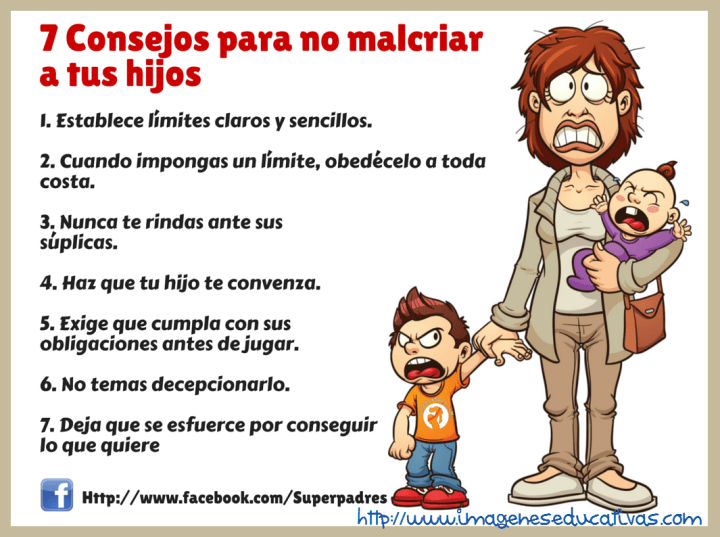 7 Consejos para no malcriar
a tus hijos
1. Establece límites claros y sencillos.
2. Cuando impongas un límite, obedécelo a toda
costa.
3. Nunca te rindas ante sus
súplicas.
4. Haz que tu hijo te convenza.
5. Exige que cumpla con sus
obligaciones antes de jugar.
6. No temas decepcionarlo.
7. Deja que se esfuerce por conseguir
lo que quiere
f Http://www.facebook.com/Superpadres
http://www.imageneseducativas.com/